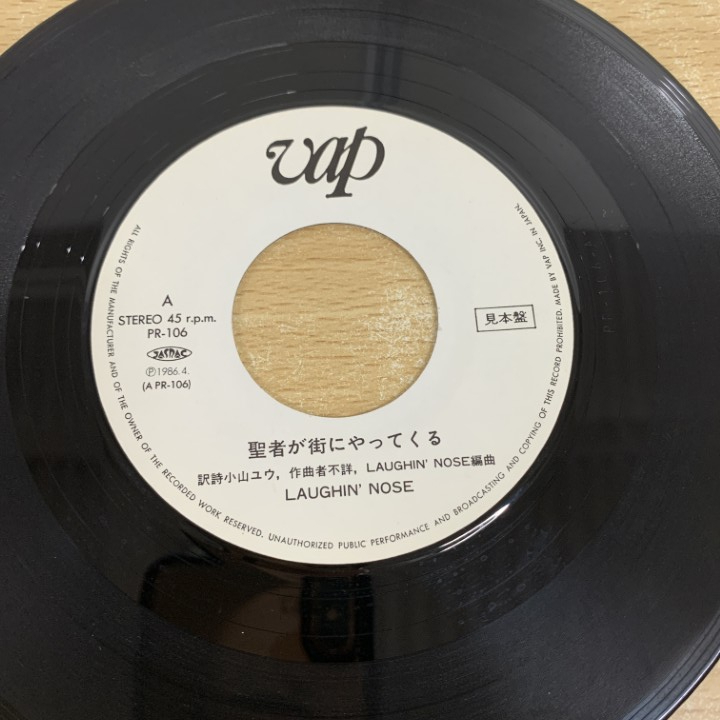 vap
A
STEREO 45 r.p.m.
PR-106
JASRAC
Ⓟ1986.4.
(A PR-106)
見本盤
聖者が街にやってくる
訳詩小山ユウ, 作曲者不詳, LAUGHIN' NOSE編曲
LAUGHIN' NOSE
ALL RIGHTS OF THE MANUFACTURER AND OF THE OWNER OF THE RECORDED WORK RESERVED. UNAUTHORIZED PUBLIC PERFORMANCE AND BROADCASTING AND COPYING OF THIS RECORD PROHIBITED. MADE BY VAP INC. IN JAPAN.